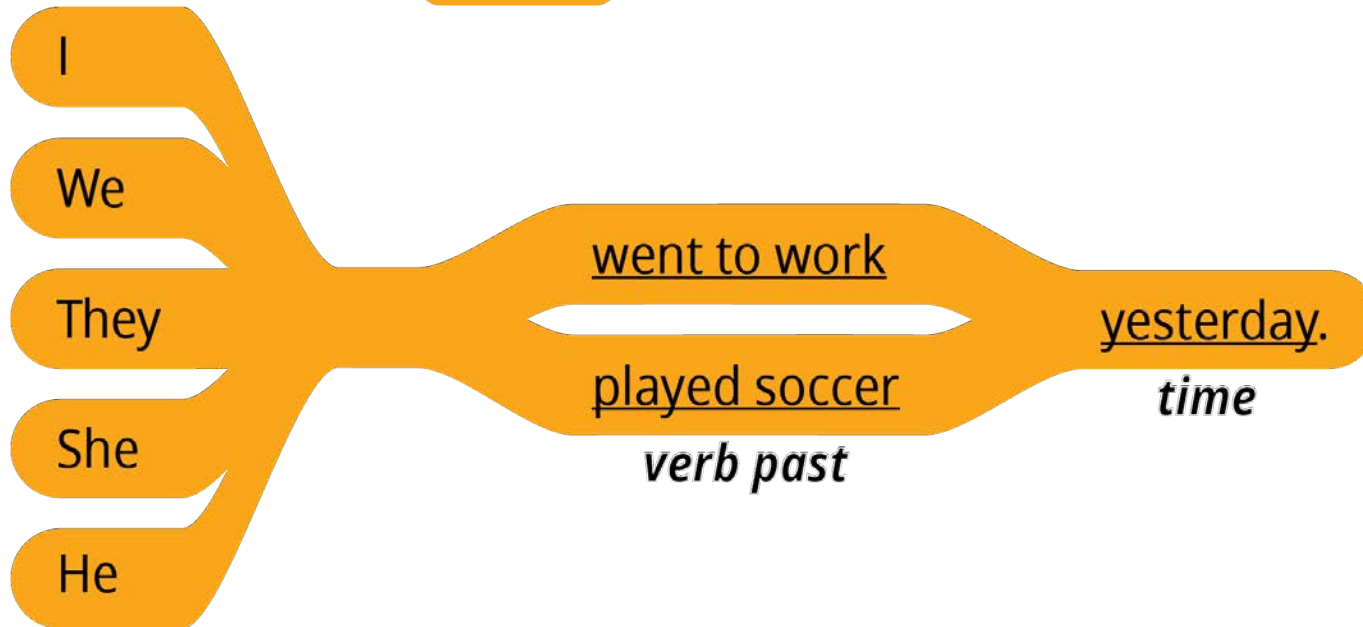 I
We
They
She
He
went to work
played soccer
verb past
yesterday.
time